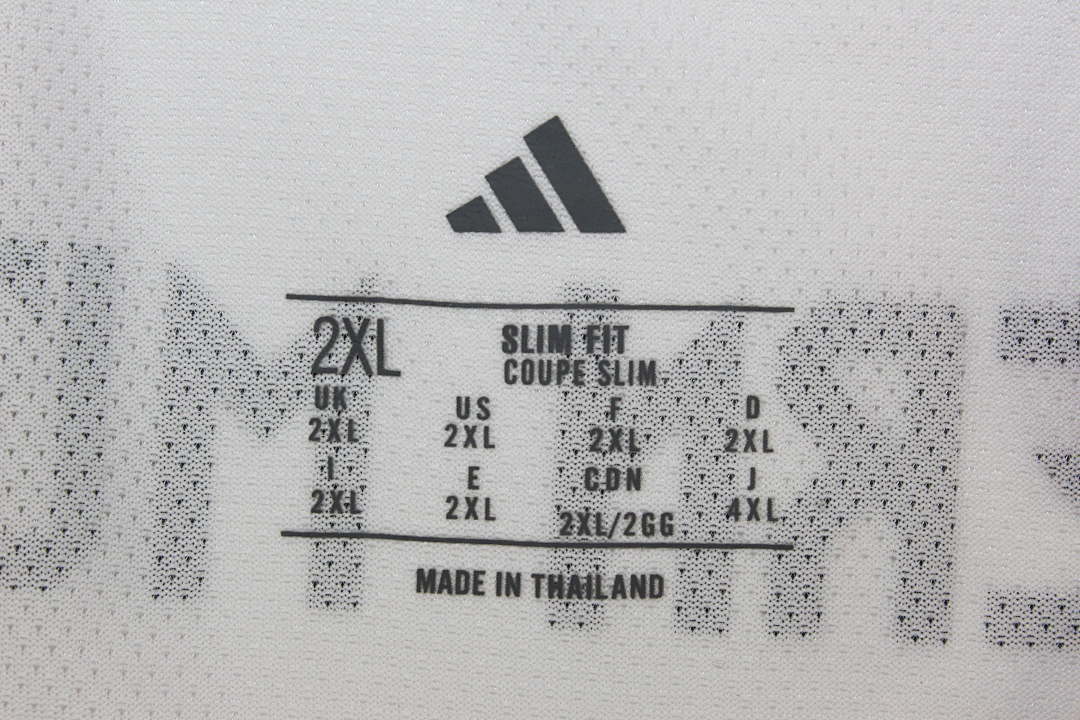 2XL SLIM FIT
COUPE SLIM
UK US F D
2XL 2XL 2XL 2XL
I E CDN J
2XL 2XL 2XL/2GG 4XL
MADE IN THAILAND